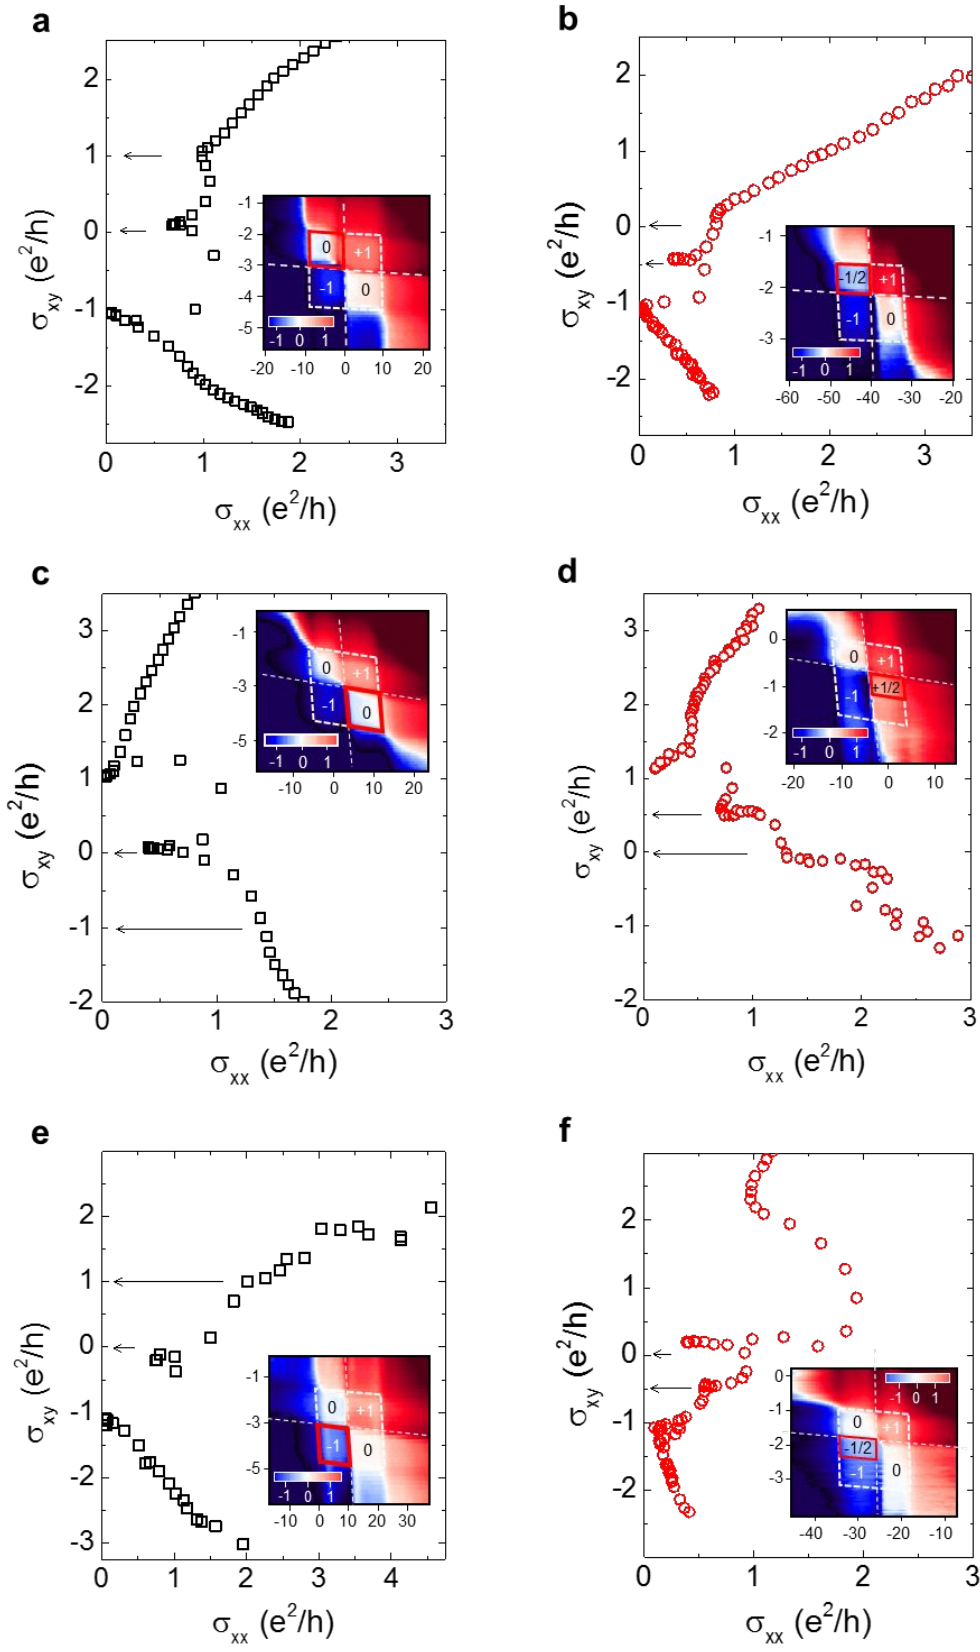 a
2
1
0
-1
-2
σxy (e²/h)
0 1 2 3
σxx (e²/h)
-1
-3
-5
0 +1
-1 0
-1 0 1
-20 -10 0 10 20
b
2
1
0
-1
-2
σxy (e²/h)
0 1 2 3
σxx (e²/h)
-1
-2
-3
-1/2 +1
-1 0
-1 0 1
-60 -50 -40 -30 -20
c
3
2
1
0
-1
-2
σxy (e²/h)
0 1 2 3
σxx (e²/h)
-1
-3
-5
0 +1
-1 0
-1 0 1
-10 0 10
d
3
2
1
0
-1
-2
σxy (e²/h)
0 1 2 3
σxx (e²/h)
0
-1
-2
0 +1
-1 +1/2
-1 0 1
-20 -10 0 10
e
2
1
0
-1
-2
-3
σxy (e²/h)
0 1 2 3 4
σxx (e²/h)
-1
-3
-5
0 +1
-1 0
-1 0 1
-10 0 10 20 30
f
2
1
0
-1
-2
σxy (e²/h)
0 1 2 3
σxx (e²/h)
0
-1
-2
-3
-1 0 1
0 +1
-1/2
-1 0
-40 -30 -20 -10